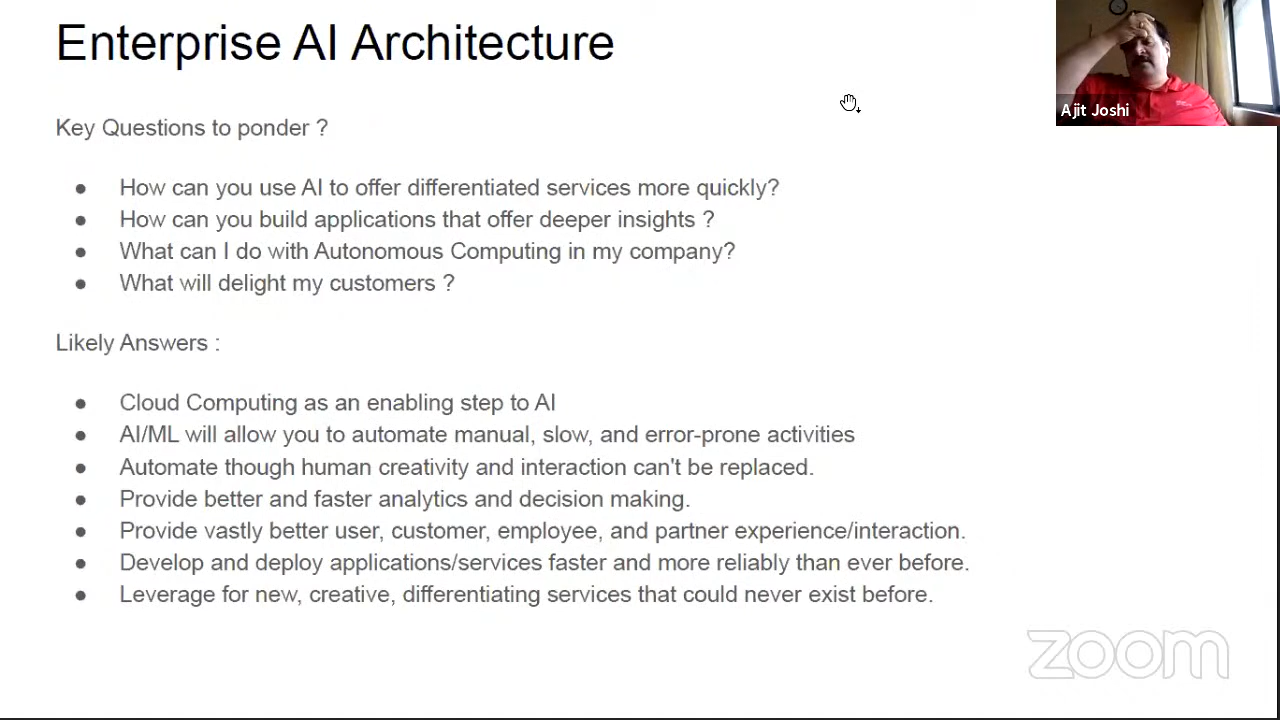 Enterprise AI Architecture
Ajit Joshi
Key Questions to ponder ?
● How can you use AI to offer differentiated services more quickly?
● How can you build applications that offer deeper insights ?
● What can I do with Autonomous Computing in my company?
● What will delight my customers ?
Likely Answers :
● Cloud Computing as an enabling step to AI
● AI/ML will allow you to automate manual, slow, and error-prone activities
● Automate though human creativity and interaction can't be replaced.
● Provide better and faster analytics and decision making.
● Provide vastly better user, customer, employee, and partner experience/interaction.
● Develop and deploy applications/services faster and more reliably than ever before.
● Leverage for new, creative, differentiating services that could never exist before.
zoom